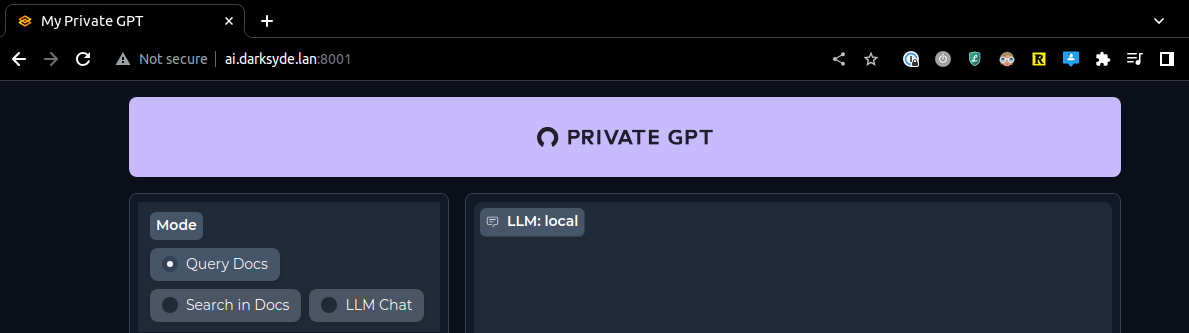 My Private GPT
Not secure ai.darksyde.lan:8001
PRIVATE GPT
Mode
Query Docs
Search in Docs LLM Chat
LLM: local